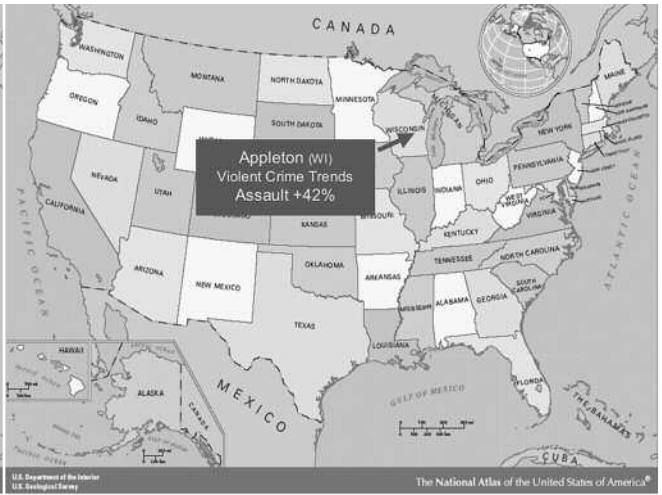 CANADA
WASHINGTON
MONTANA
NORTH DAKOTA
MINNESOTA
MAINE
OREGON
IDAHO
SOUTH DAKOTA
WISCONSIN
MICHIGAN
NEW YORK
Appleton (WI)
Violent Crime Trends
Assault +42%
NEVADA
UTAH
ILLINOIS
INDIANA
OHIO
PENNSYLVANIA
CALIFORNIA
KANSAS
MISSOURI
WEST VIRGINIA
VIRGINIA
KENTUCKY
ARIZONA
NEW MEXICO
OKLAHOMA
ARKANSAS
TENNESSEE
NORTH CAROLINA
SOUTH CAROLINA
TEXAS
ALABAMA
GEORGIA
LOUISIANA
FLORIDA
PACIFIC OCEAN
ATLANTIC OCEAN
HAWAII
ALASKA
CANADA
MEXICO
GULF OF MEXICO
THE BAHAMAS
CUBA
U.S. Department of the Interior
U.S. Geological Survey
The National Atlas of the United States of America®